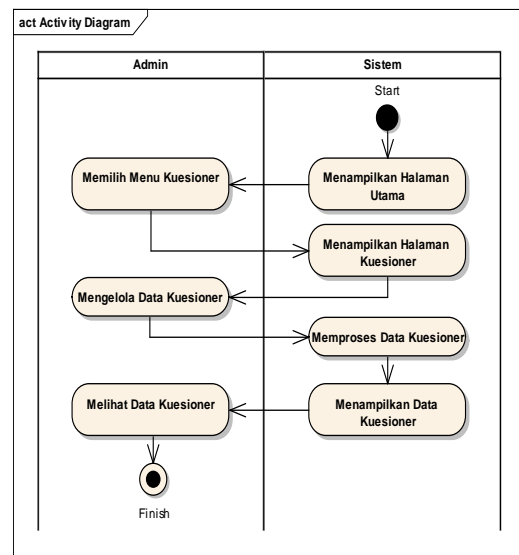 act Activity Diagram
Admin
Sistem
Start
Memilih Menu Kuesioner
Menampilkan Halaman
Utama
Menampilkan Halaman
Kuesioner
Mengelola Data Kuesioner
Memproses Data Kuesioner
Melihat Data Kuesioner
Menampilkan Data
Kuesioner
Finish